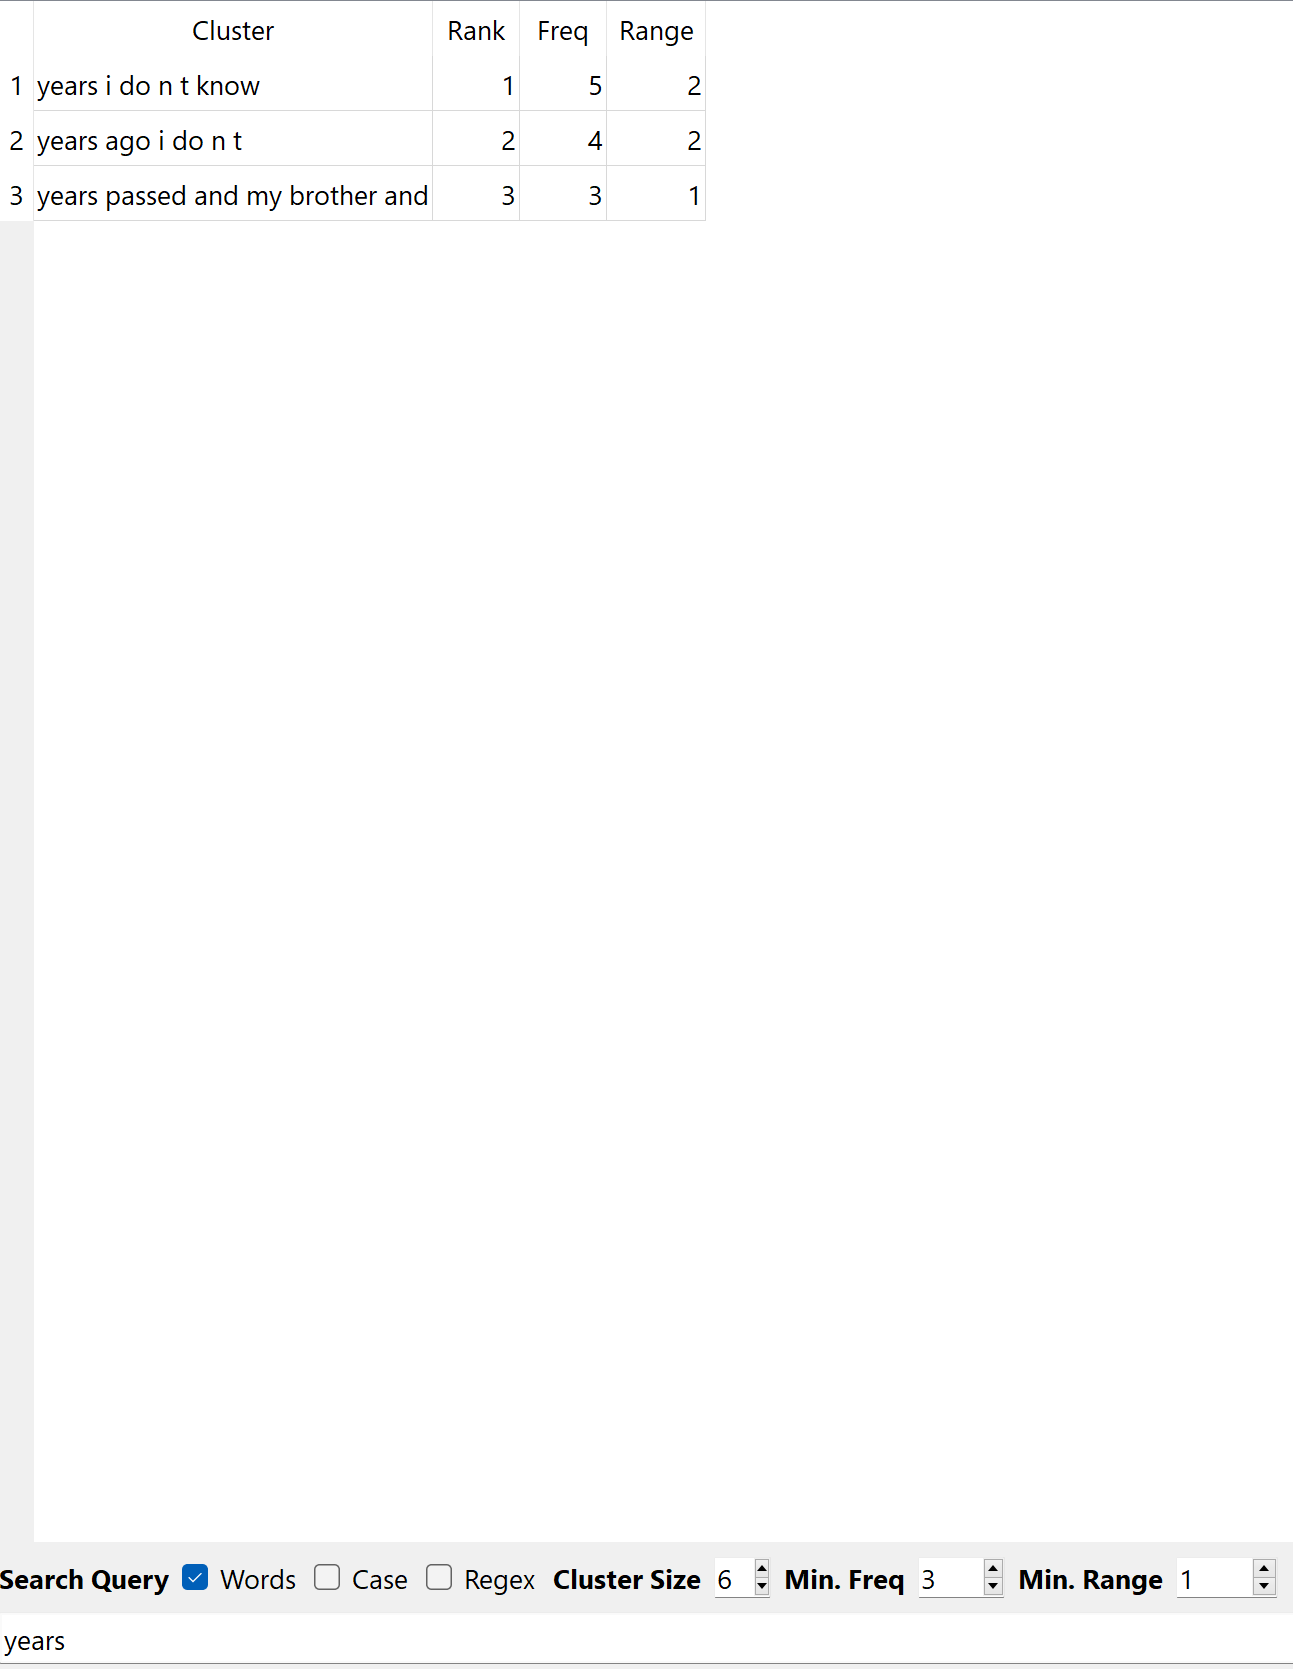 Cluster Rank Freq Range
1 years i do n t know 1 5 2
2 years ago i do n t 2 4 2
3 years passed and my brother and 3 3 1
Search Query Words Case Regex Cluster Size 6 Min. Freq 3 Min. Range 1
years